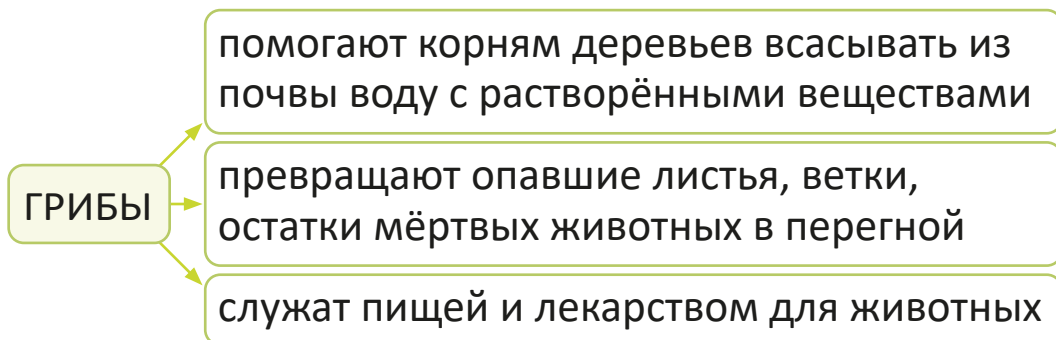 помогают корням деревьев всасывать из
почвы воду с растворёнными веществами
ГРИБЫ
превращают опавшие листья, ветки,
остатки мёртвых животных в перегной
служат пищей и лекарством для животных